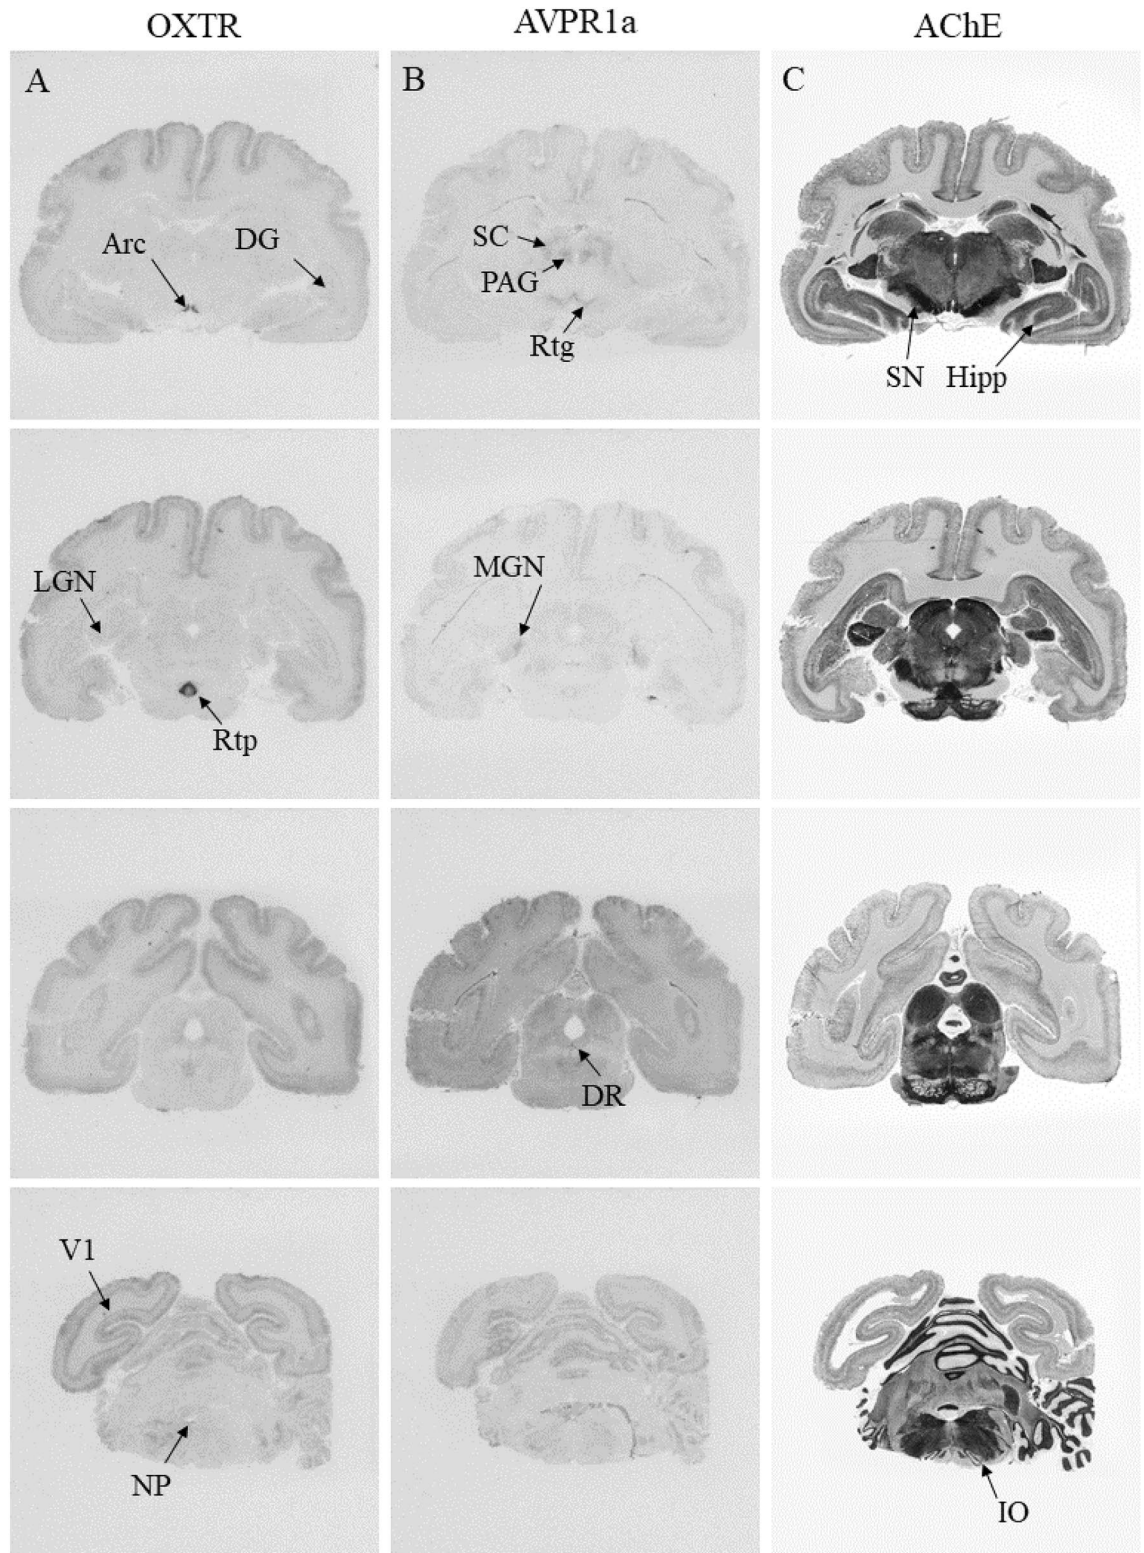 OXTR
AVPR1a
AChE
A
B
C
Arc
DG
SC
PAG
Rtg
SN
Hipp
LGN
Rtp
MGN
DR
V1
NP
IO